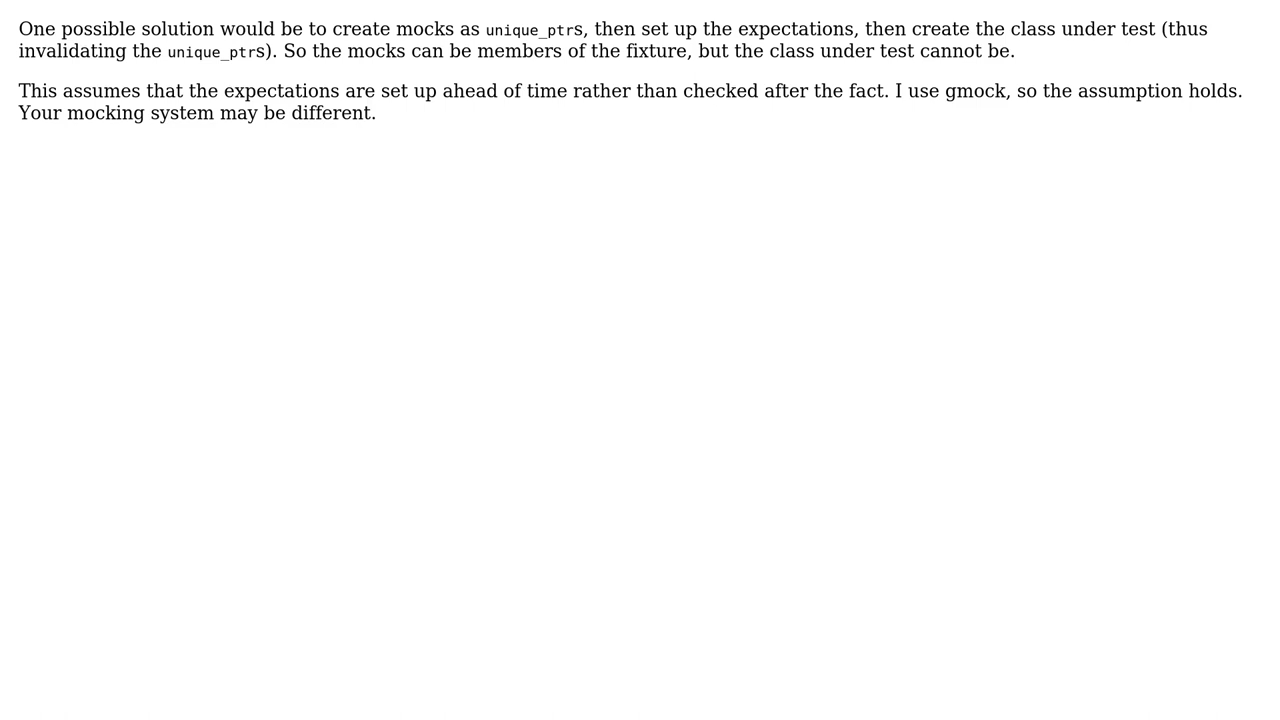 One possible solution would be to create mocks as unique_ptrs, then set up the expectations, then create the class under test (thus
invalidating the unique_ptrs). So the mocks can be members of the fixture, but the class under test cannot be.
This assumes that the expectations are set up ahead of time rather than checked after the fact. I use gmock, so the assumption holds.
Your mocking system may be different.